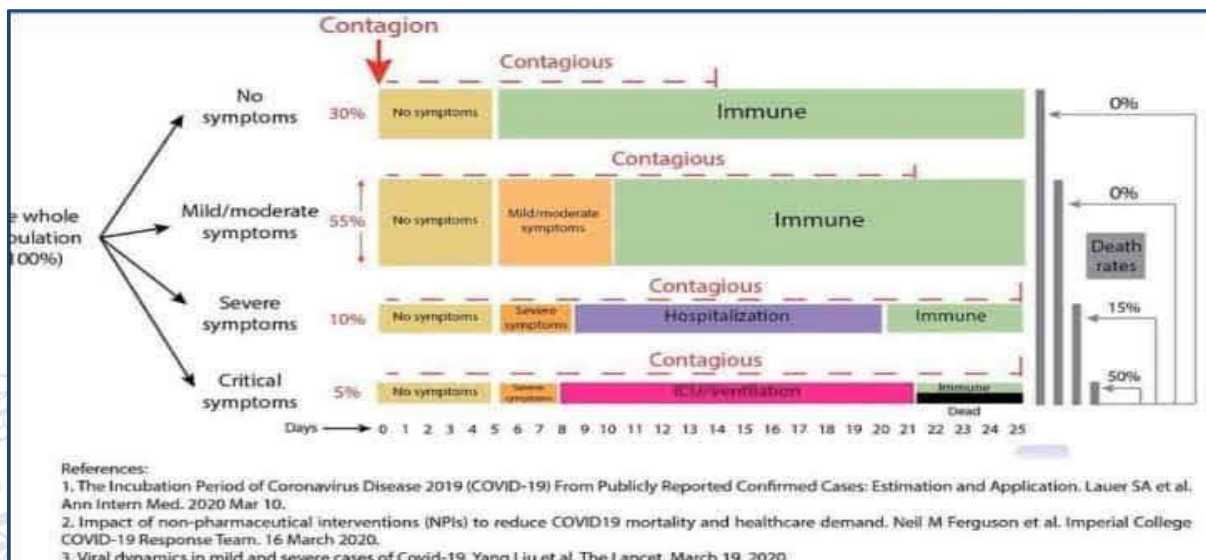 Contagion
Contagious
No symptoms
30%
No symptoms
Immune
0%
Contagious
Mild/moderate symptoms
55%
No symptoms
Mild/moderate symptoms
Immune
0%
e whole
pulation
100%)
Death rates
Contagious
Severe symptoms
10%
No symptoms
Severe symptoms
Hospitalization
Immune
15%
Contagious
Critical symptoms
5%
No symptoms
Severe symptoms
ICU/ventilation
Immune
Dead
50%
Days 0 1 2 3 4 5 6 7 8 9 10 11 12 13 14 15 16 17 18 19 20 21 22 23 24 25
References:
1. The Incubation Period of Coronavirus Disease 2019 (COVID-19) From Publicly Reported Confirmed Cases: Estimation and Application. Lauer SA et al.
Ann Intern Med. 2020 Mar 10.
2. Impact of non-pharmaceutical interventions (NPIs) to reduce COVID19 mortality and healthcare demand. Neil M Ferguson et al. Imperial College
COVID-19 Response Team. 16 March 2020.
3. Viral dynamics in mild and severe cases of Covid-19. Yang Liu et al. The Lancet. March 19, 2020.